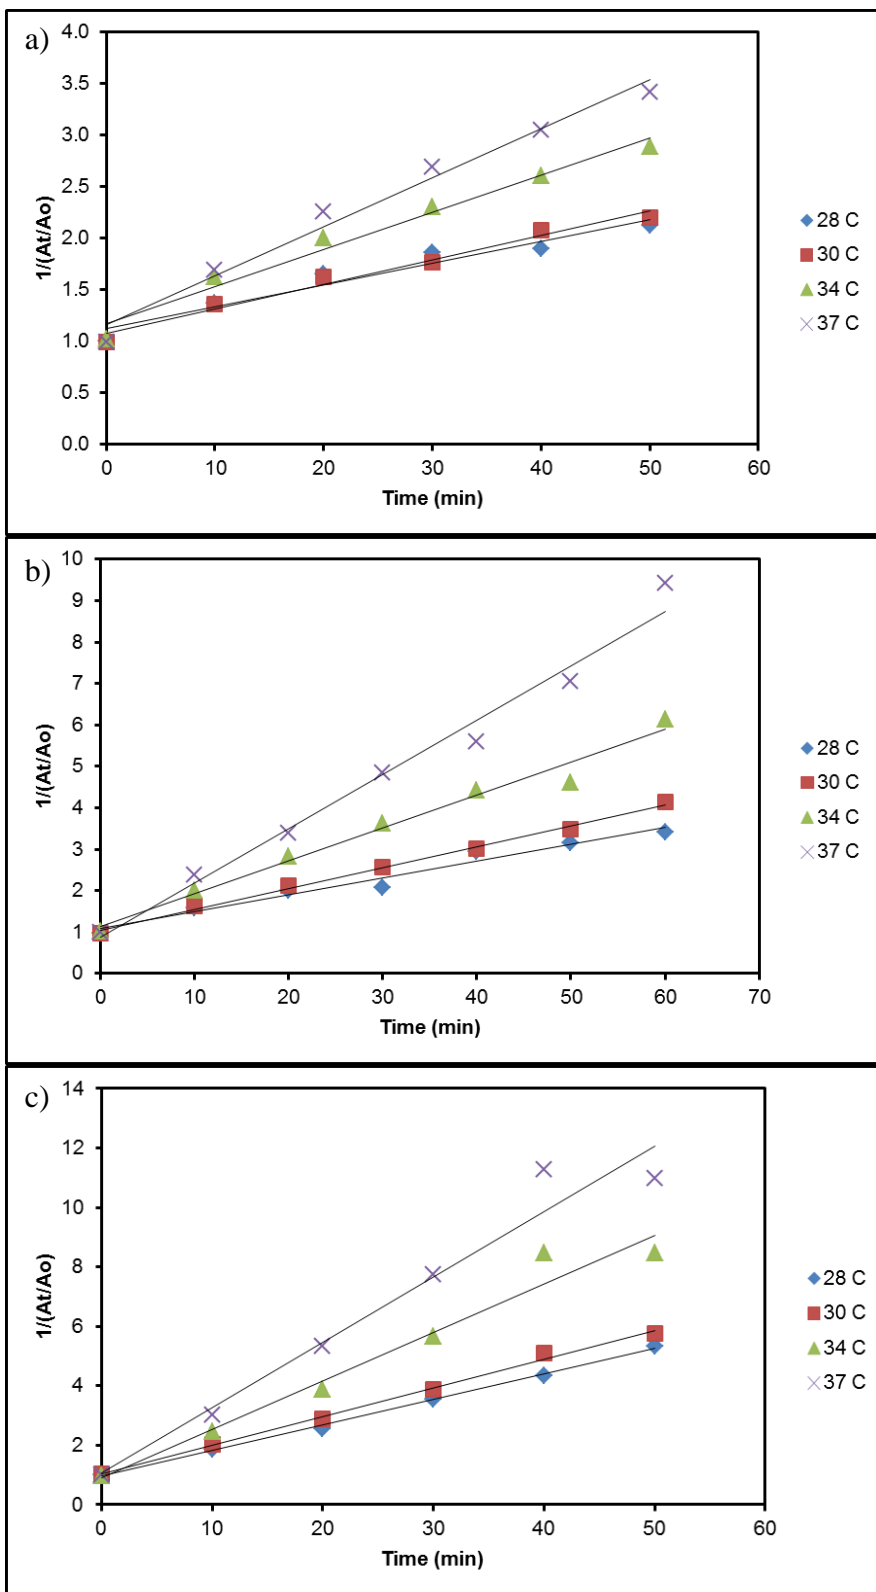 a)
4.0
3.5
3.0
2.5
2.0
1.5
1.0
0.5
0.0
1/(At/Ao)
0 10 20 30 40 50 60
Time (min)
28 C
30 C
34 C
37 C
b)
10
9
8
7
6
5
4
3
2
1
0
1/(At/Ao)
0 10 20 30 40 50 60 70
Time (min)
28 C
30 C
34 C
37 C
c)
14
12
10
8
6
4
2
0
1/(At/Ao)
0 10 20 30 40 50 60
Time (min)
28 C
30 C
34 C
37 C